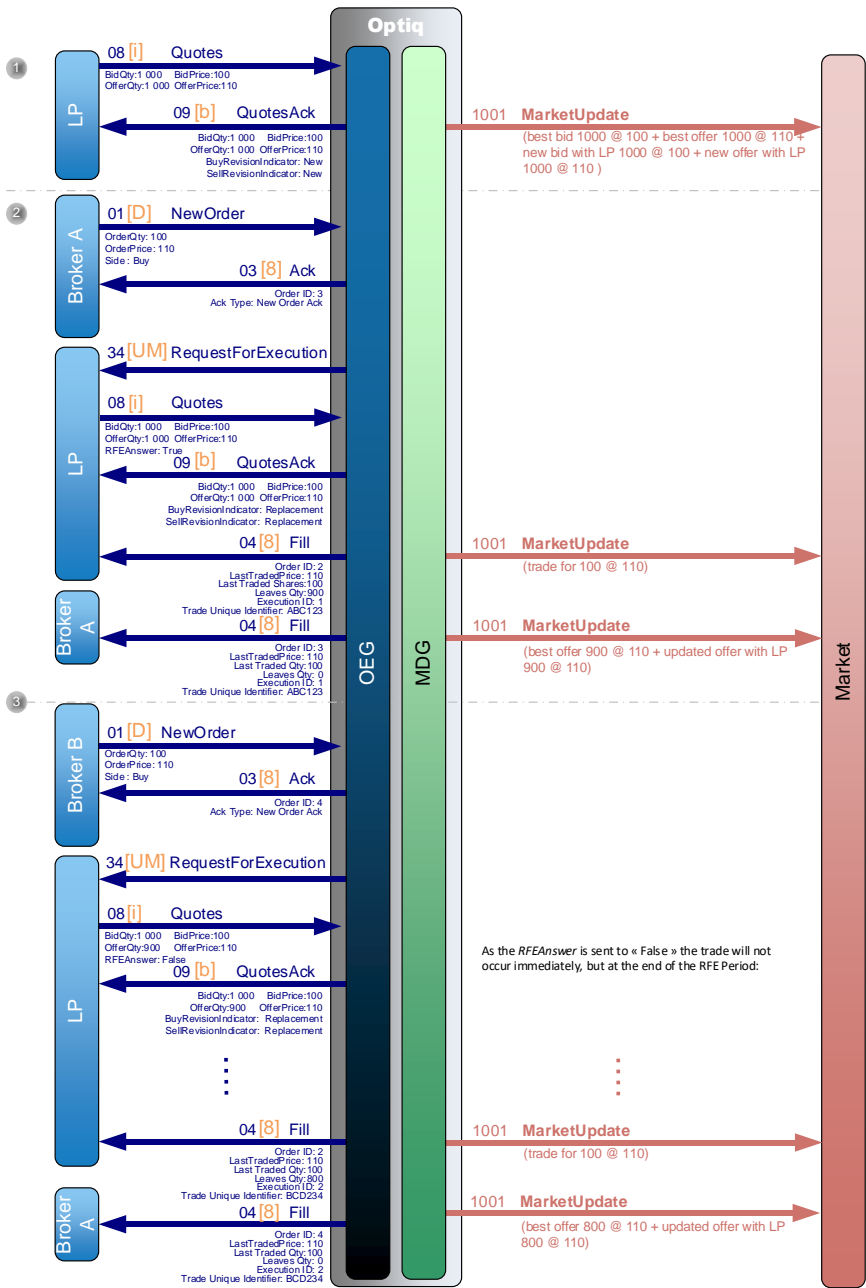 Optiq
1
LP
08 [i] Quotes
BidQty:1 000 BidPrice:100
OfferQty:1 000 OfferPrice:110
09 [b] QuotesAck
BidQty:1 000 BidPrice:100
OfferQty:1 000 OfferPrice:110
BuyRevisionIndicator: New
SellRevisionIndicator: New
1001 MarketUpdate
(best bid 1000 @ 100 + best offer 1000 @ 110 +
new bid with LP 1000 @ 100 + new offer with LP
1000 @ 110 )
2
Broker A
01 [D] NewOrder
OrderQty: 100
OrderPrice: 110
Side : Buy
03 [8] Ack
Order ID: 3
Ack Type: New Order Ack
LP
34 [UM] RequestForExecution
08 [i] Quotes
BidQty:1 000 BidPrice:100
OfferQty:1 000 OfferPrice:110
RFEAnswer: True
09 [b] QuotesAck
BidQty:1 000 BidPrice:100
OfferQty:1 000 OfferPrice:110
BuyRevisionIndicator: Replacement
SellRevisionIndicator: Replacement
04 [8] Fill
Order ID: 2
LastTradedPrice: 110
Last Traded Shares:100
Leaves Qty:900
Execution ID: 1
Trade Unique Identifier: ABC123
1001 MarketUpdate
(trade for 100 @ 110)
Broker
A
04 [8] Fill
Order ID: 3
LastTradedPrice: 110
Last Traded Qty:100
Leaves Qty: 0
Execution ID: 1
Trade Unique Identifier: ABC123
1001 MarketUpdate
(best offer 900 @ 110 + updated offer with LP
900 @ 110)
OEG
MDG
Market
3
Broker B
01 [D] NewOrder
OrderQty: 100
OrderPrice: 110
Side : Buy
03 [8] Ack
Order ID: 4
Ack Type: New Order Ack
LP
34 [UM] RequestForExecution
08 [i] Quotes
BidQty:1 000 BidPrice:100
OfferQty:900 OfferPrice:110
RFEAnswer: False
09 [b] QuotesAck
BidQty:1 000 BidPrice:100
OfferQty:900 OfferPrice:110
BuyRevisionIndicator: Replacement
SellRevisionIndicator: Replacement
As the RFEAnswer is sent to « False » the trade will not
occur immediately, but at the end of the RFE Period:
04 [8] Fill
Order ID: 2
LastTradedPrice: 110
Last Traded Qty:100
Leaves Qty:800
Execution ID: 2
Trade Unique Identifier: BCD234
1001 MarketUpdate
(trade for 100 @ 110)
Broker
A
04 [8] Fill
Order ID: 4
LastTradedPrice: 110
Last Traded Qty:100
Leaves Qty: 0
Execution ID: 2
Trade Unique Identifier: BCD234
1001 MarketUpdate
(best offer 800 @ 110 + updated offer with LP
800 @ 110)